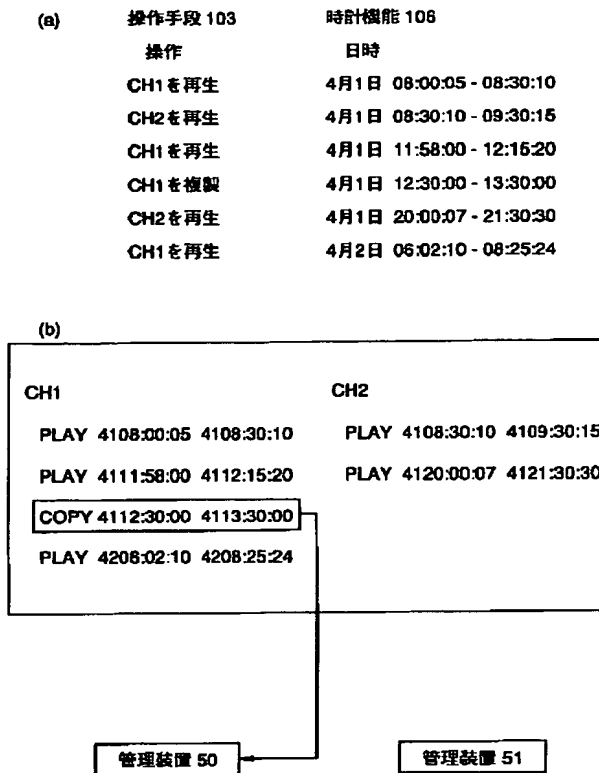 (a) 操作手段 103 時計機能 106
操作 日時
CH1を再生 4月1日 08:00:05 - 08:30:10
CH2を再生 4月1日 08:30:10 - 09:30:15
CH1を再生 4月1日 11:58:00 - 12:15:20
CH1を複製 4月1日 12:30:00 - 13:30:00
CH2を再生 4月1日 20:00:07 - 21:30:30
CH1を再生 4月2日 06:02:10 - 08:25:24
(b)
CH1 CH2
PLAY 4108:00:05 4108:30:10 PLAY 4108:30:10 4109:30:15
PLAY 4111:58:00 4112:15:20 PLAY 4120:00:07 4121:30:30
COPY 4112:30:00 4113:30:00
PLAY 4206:02:10 4208:25:24
管理装置 50 管理装置 51